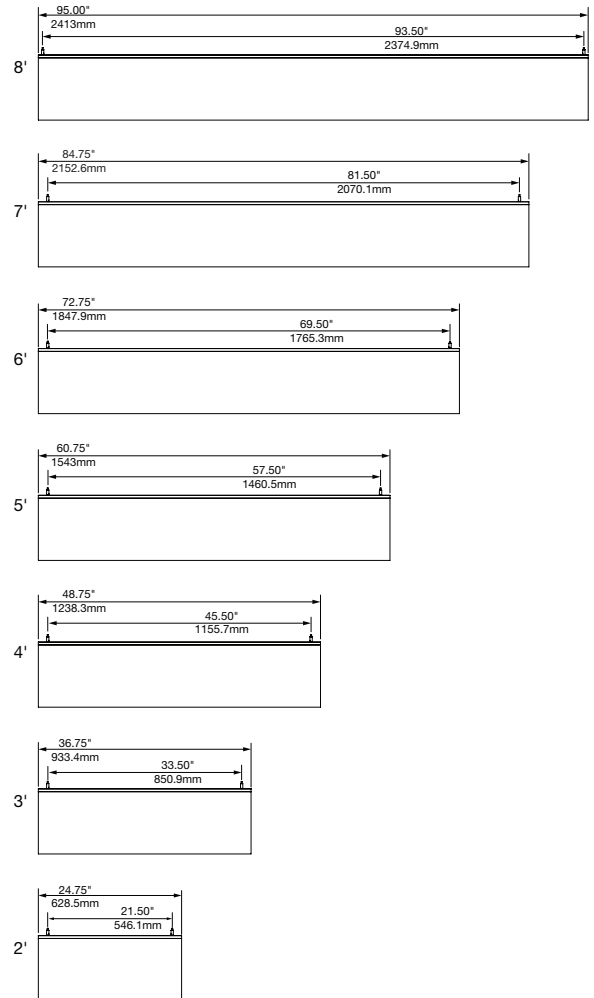 95.00"
2413mm
93.50"
2374.9mm
8'
84.75"
2152.6mm
81.50"
2070.1mm
7'
72.75"
1847.9mm
69.50"
1765.3mm
6'
60.75"
1543mm
57.50"
1460.5mm
5'
48.75"
1238.3mm
45.50"
1155.7mm
4'
36.75"
933.4mm
33.50"
850.9mm
3'
24.75"
628.5mm
21.50"
546.1mm
2'